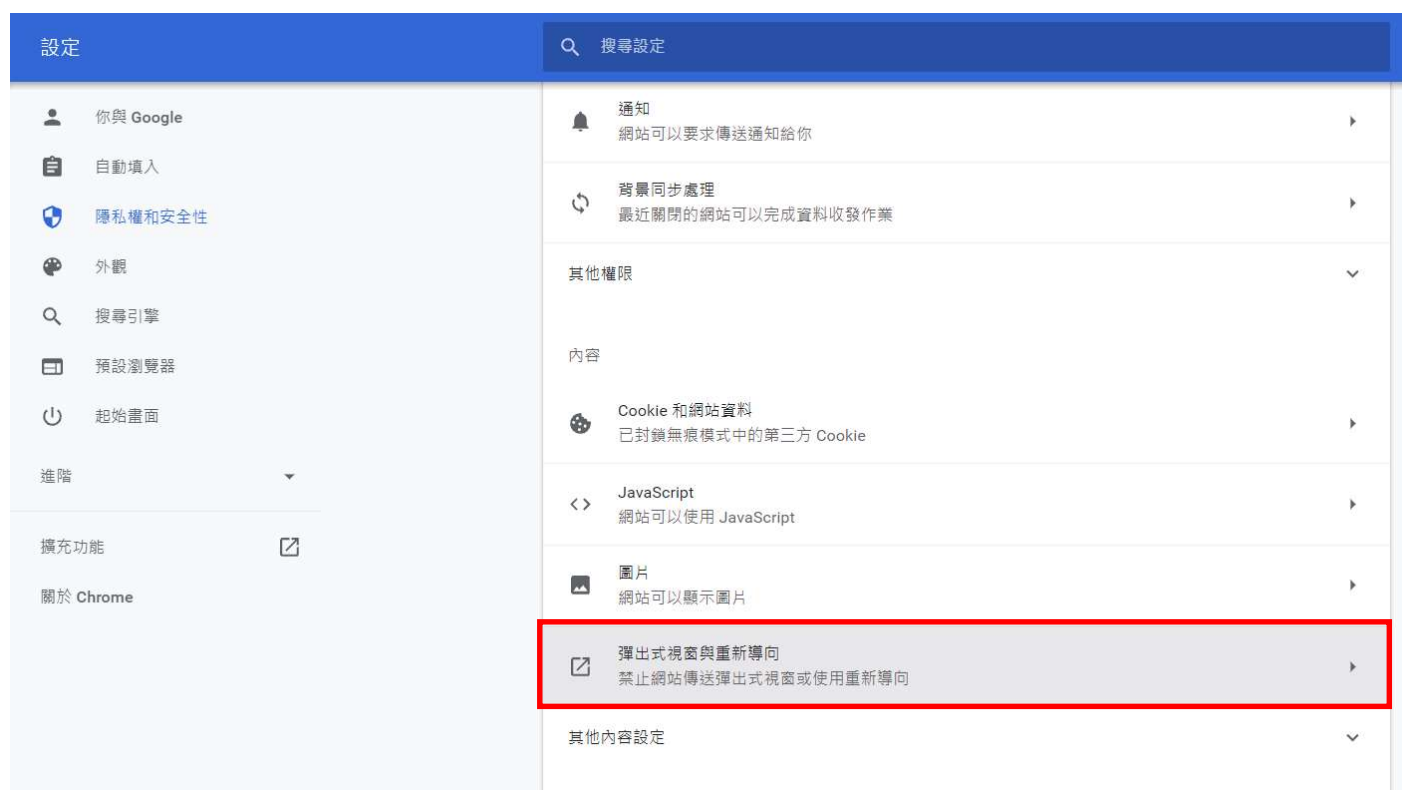 設定
搜尋設定
你與 Google
自動填入
隱私權和安全性
外觀
搜尋引擎
預設瀏覽器
起始畫面
進階
擴充功能
關於 Chrome
通知
網站可以要求傳送通知給你
背景同步處理
最近關閉的網站可以完成資料收發作業
其他權限
內容
Cookie 和網站資料
已封鎖無痕模式中的第三方 Cookie
JavaScript
網站可以使用 JavaScript
圖片
網站可以顯示圖片
彈出式視窗與重新導向
禁止網站傳送彈出式視窗或使用重新導向
其他內容設定